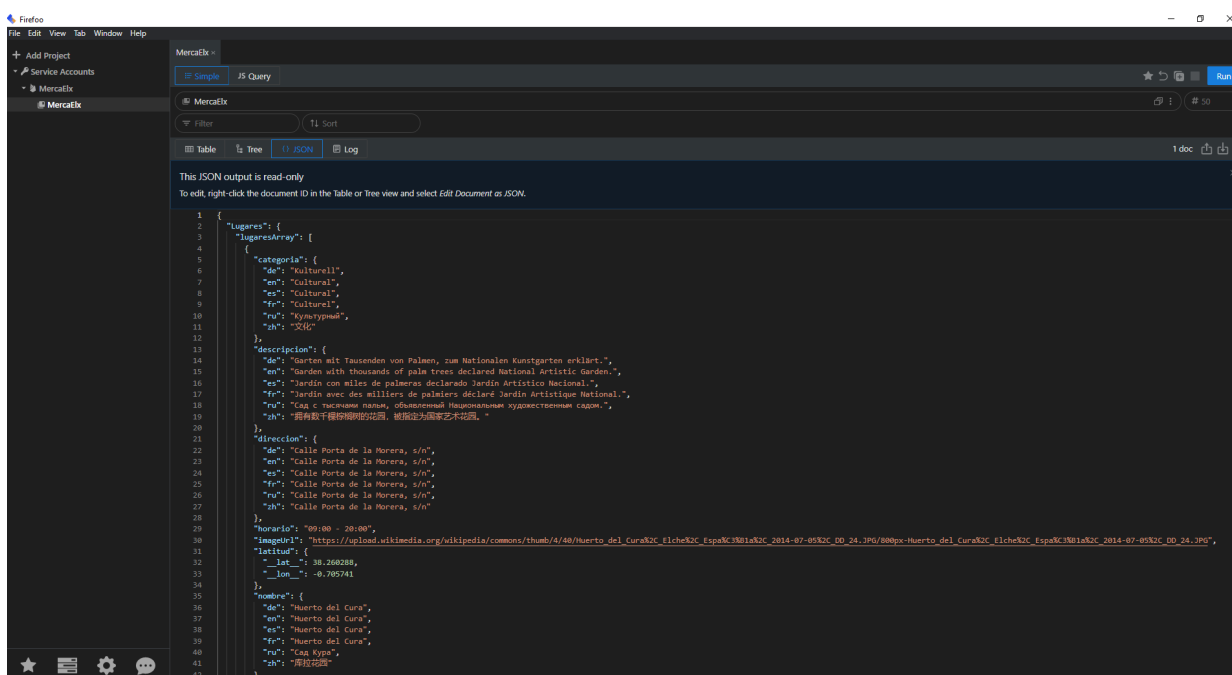 Firefoo
File Edit View Tab Window Help
+ Add Project
Service Accounts
MercaElx
MercaElx
MercaElx ×
Simple JS Query
Run
MercaElx
# 50
Filter
Sort
Table Tree JSON Log
1 doc
This JSON output is read-only
To edit, right-click the document ID in the Table or Tree view and select Edit Document as JSON.
1 {
2 "Lugares": {
3 "lugaresArray": [
4 {
5 "categoria": {
6 "de": "Kulturell",
7 "en": "Cultural",
8 "es": "Cultural",
9 "fr": "Culturel",
10 "ru": "Культурный",
11 "zh": "文化"
12 },
13 "descripcion": {
14 "de": "Garten mit Tausenden von Palmen, zum Nationalen Kunstgarten erklärt.",
15 "en": "Garden with thousands of palm trees declared National Artistic Garden.",
16 "es": "Jardín con miles de palmeras declarado Jardín Artístico Nacional.",
17 "fr": "Jardin avec des milliers de palmiers déclaré Jardin Artistique National.",
18 "ru": "Сад с тысячами пальм, объявленный Национальным художественным садом.",
19 "zh": "拥有数千棵棕榈树的花园，被指定为国家艺术花园。"
20 },
21 "direccion": {
22 "de": "Calle Porta de la Morera, s/n",
23 "en": "Calle Porta de la Morera, s/n",
24 "es": "Calle Porta de la Morera, s/n",
25 "fr": "Calle Porta de la Morera, s/n",
26 "ru": "Calle Porta de la Morera, s/n",
27 "zh": "Calle Porta de la Morera, s/n"
28 },
29 "horario": "09:00 - 20:00",
30 "imageUrl": "https://upload.wikimedia.org/wikipedia/commons/thumb/4/40/Huerto_del_Cura%2C_Elche%2C_Espa%C3%B1a%2C_2014-07-05%2C_DD_24.JPG/800px-Huerto_del_Cura%2C_Elche%2C_Espa%C3%B1a%2C_2014-07-05%2C_DD_24.JPG",
31 "latitud": {
32 "__lat__": 38.260288,
33 "__lon__": -0.705741
34 },
35 "nombre": {
36 "de": "Huerto del Cura",
37 "en": "Huerto del Cura",
38 "es": "Huerto del Cura",
39 "fr": "Huerto del Cura",
40 "ru": "Сад Кура",
41 "zh": "库拉花园"